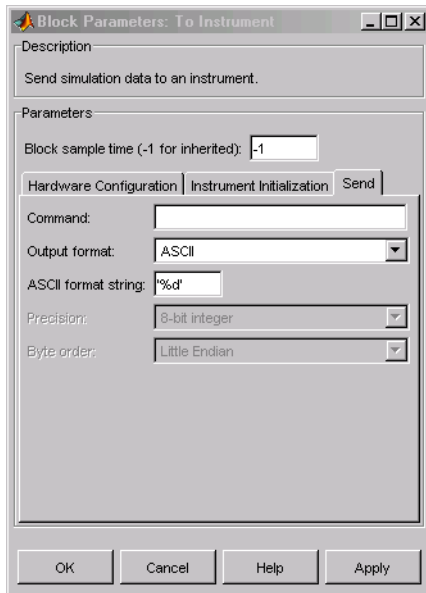 Block Parameters: To Instrument
Description
Send simulation data to an instrument.
Parameters
Block sample time (-1 for inherited): -1
Hardware Configuration Instrument Initialization Send
Command:
Output format: ASCII
ASCII format string: '%d'
Precision: 8-bit integer
Byte order: Little Endian
OK Cancel Help Apply